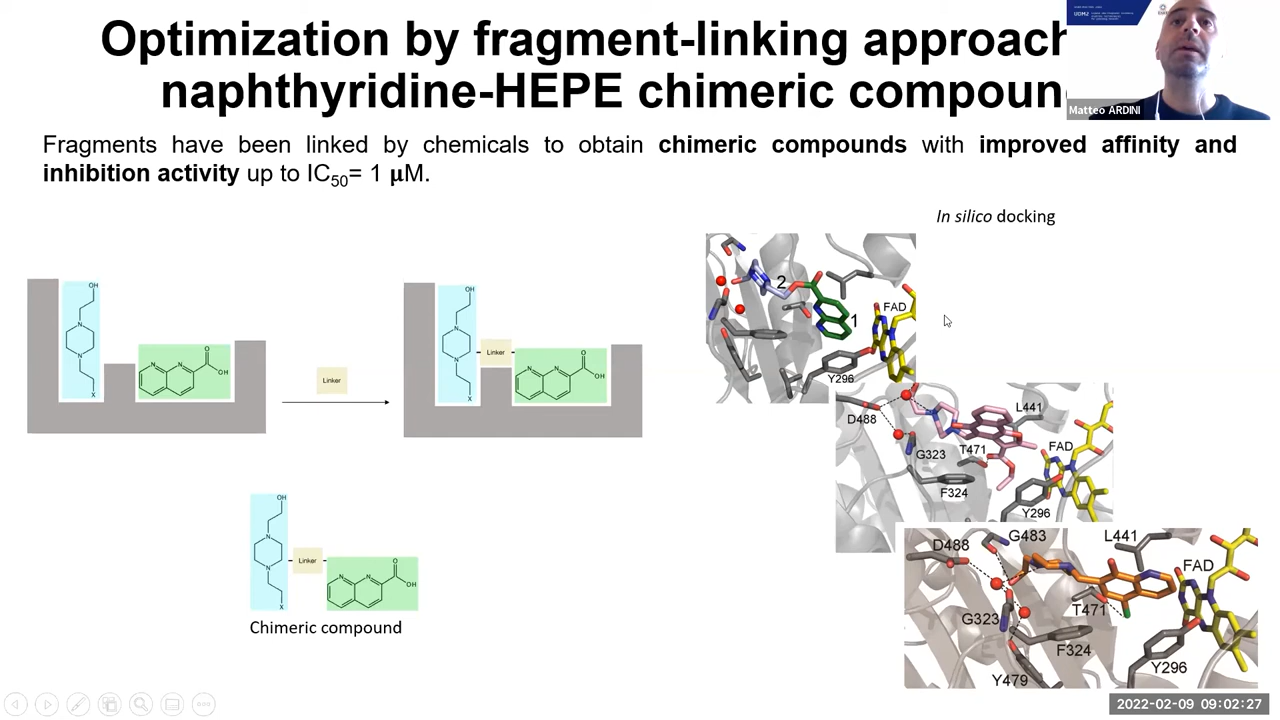 Optimization by fragment-linking approach
naphthyridine-HEPE chimeric compoun
UDMU
Matteo ARDINI
Fragments have been linked by chemicals to obtain chimeric compounds with improved affinity and
inhibition activity up to IC50= 1 μM.
In silico docking
OH
N
N
X
N N
O
OH
Linker
OH
N
N
X
Linker
N N
O
OH
OH
N
N
X
Linker
N N
O
OH
Chimeric compound
2
1
FAD
Y296
D488
L441
G323
T471
FAD
F324
Y296
D488
G483
L441
FAD
G323
T471
F324
Y296
Y479
2022-02-09 09:02:27